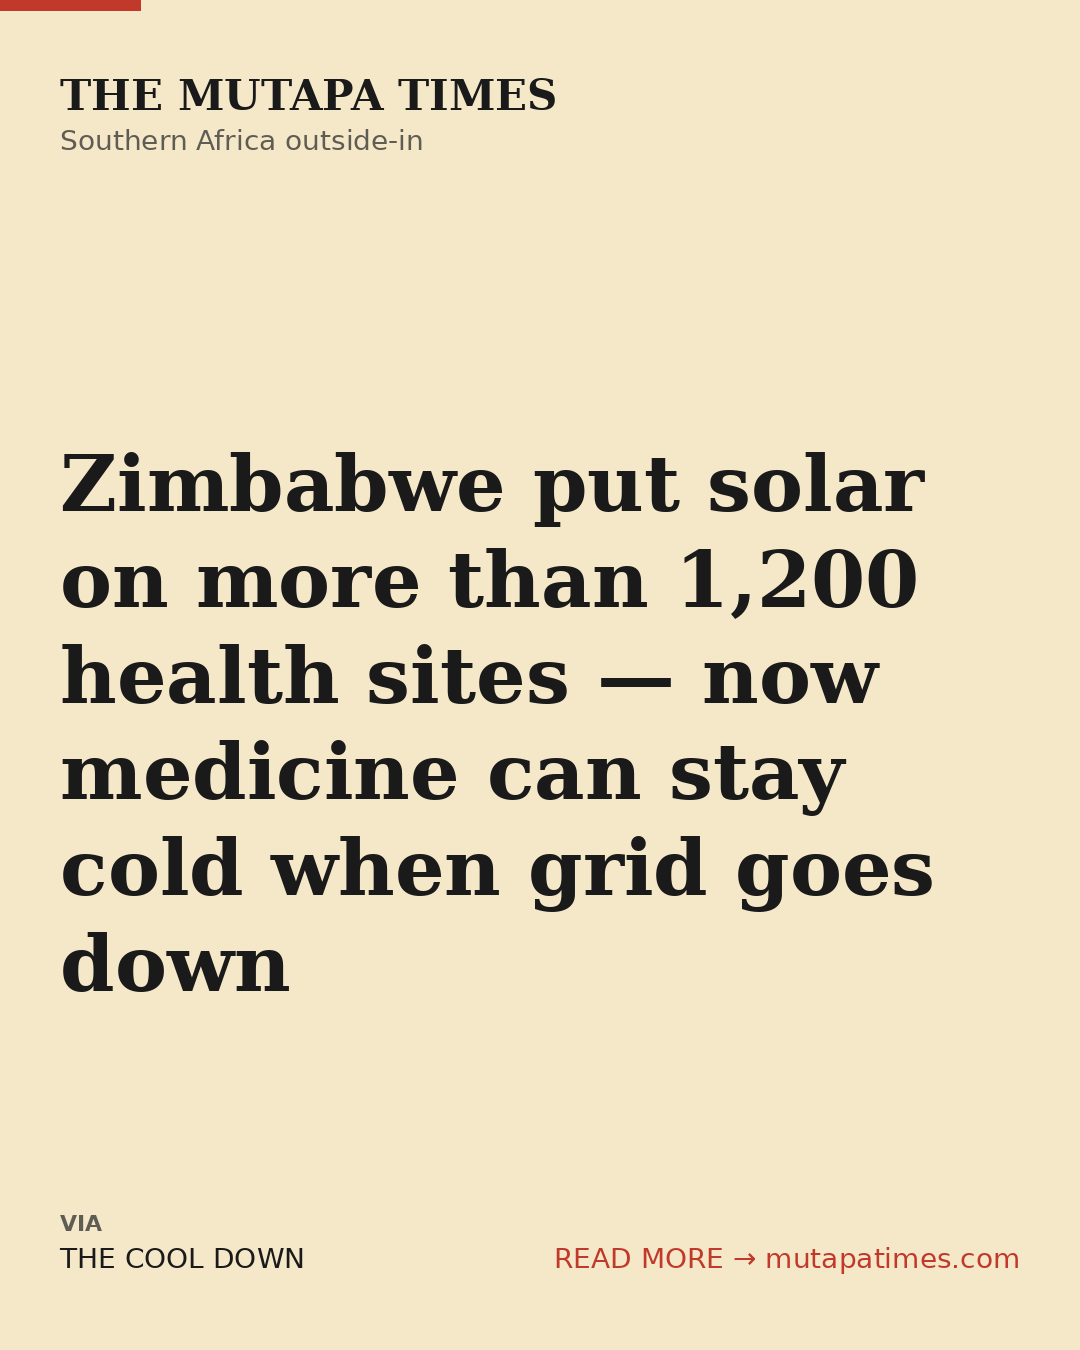 THE MUTAPA TIMES
Southern Africa outside-in
Zimbabwe put solar
on more than 1,200
health sites — now
medicine can stay
cold when grid goes
down
VIA
THE COOL DOWN
READ MORE → mutapatimes.com